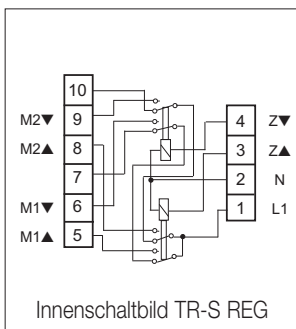 10
M2▼ 9
M2▲ 8
7
M1▼ 6
M1▲ 5
4 Z▼
3 Z▲
2 N
1 L1
Innenschaltbild TR-S REG